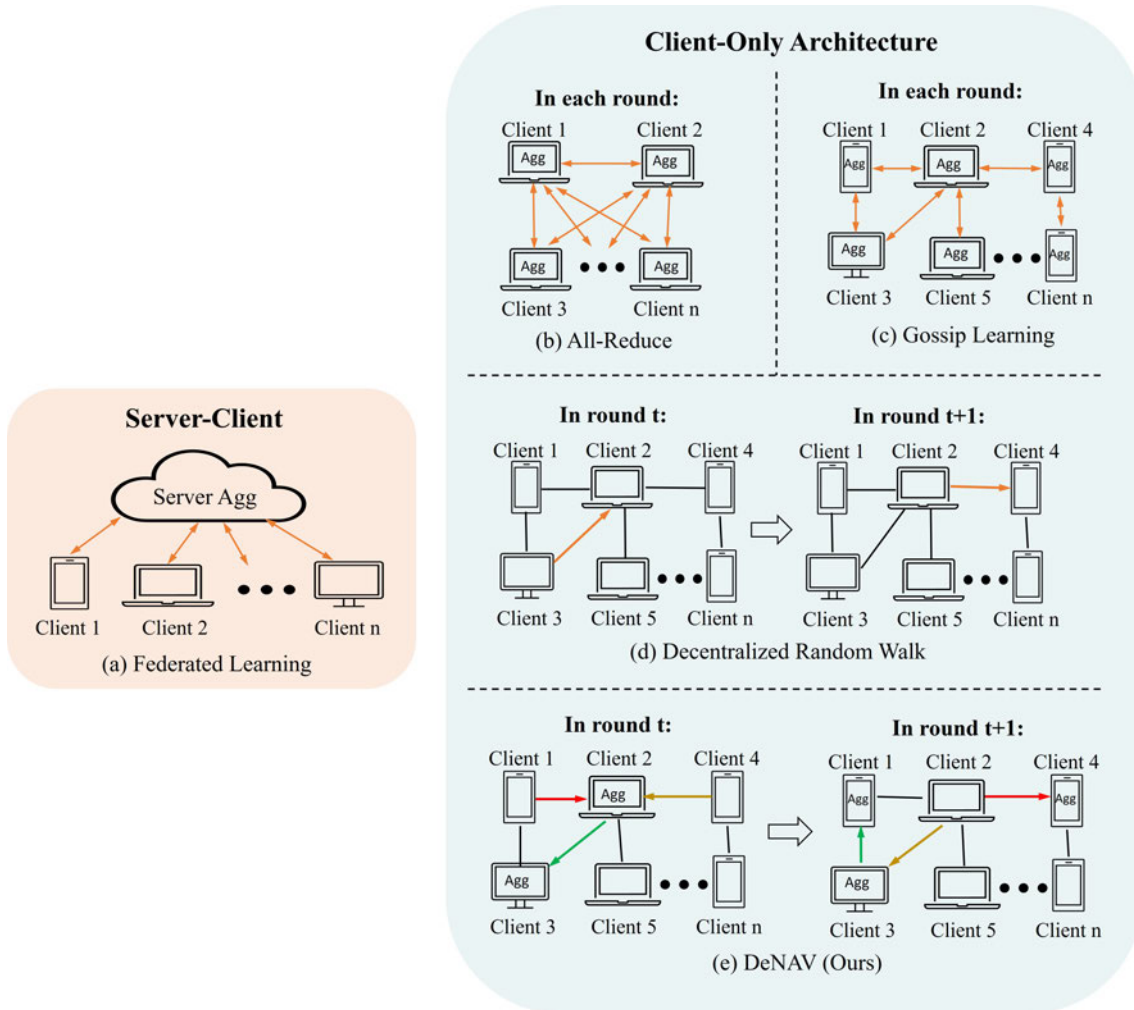 Server-Client
Server Agg
Client 1
Client 2
Client n
(a) Federated Learning
Client-Only Architecture
In each round:
Client 1
Client 2
Agg
Agg
Agg
Agg
Client 3
Client n
(b) All-Reduce
In each round:
Client 1
Client 2
Client 4
Agg
Agg
Agg
Agg
Agg
Agg
Client 3
Client 5
Client n
(c) Gossip Learning
In round t:
Client 1
Client 2
Client 4
Client 3
Client 5
Client n
In round t+1:
Client 1
Client 2
Client 4
Client 3
Client 5
Client n
(d) Decentralized Random Walk
In round t:
Client 1
Client 2
Client 4
Agg
Agg
Client 3
Client 5
Client n
In round t+1:
Client 1
Client 2
Client 4
Agg
Agg
Agg
Client 3
Client 5
Client n
(e) DeNAV (Ours)